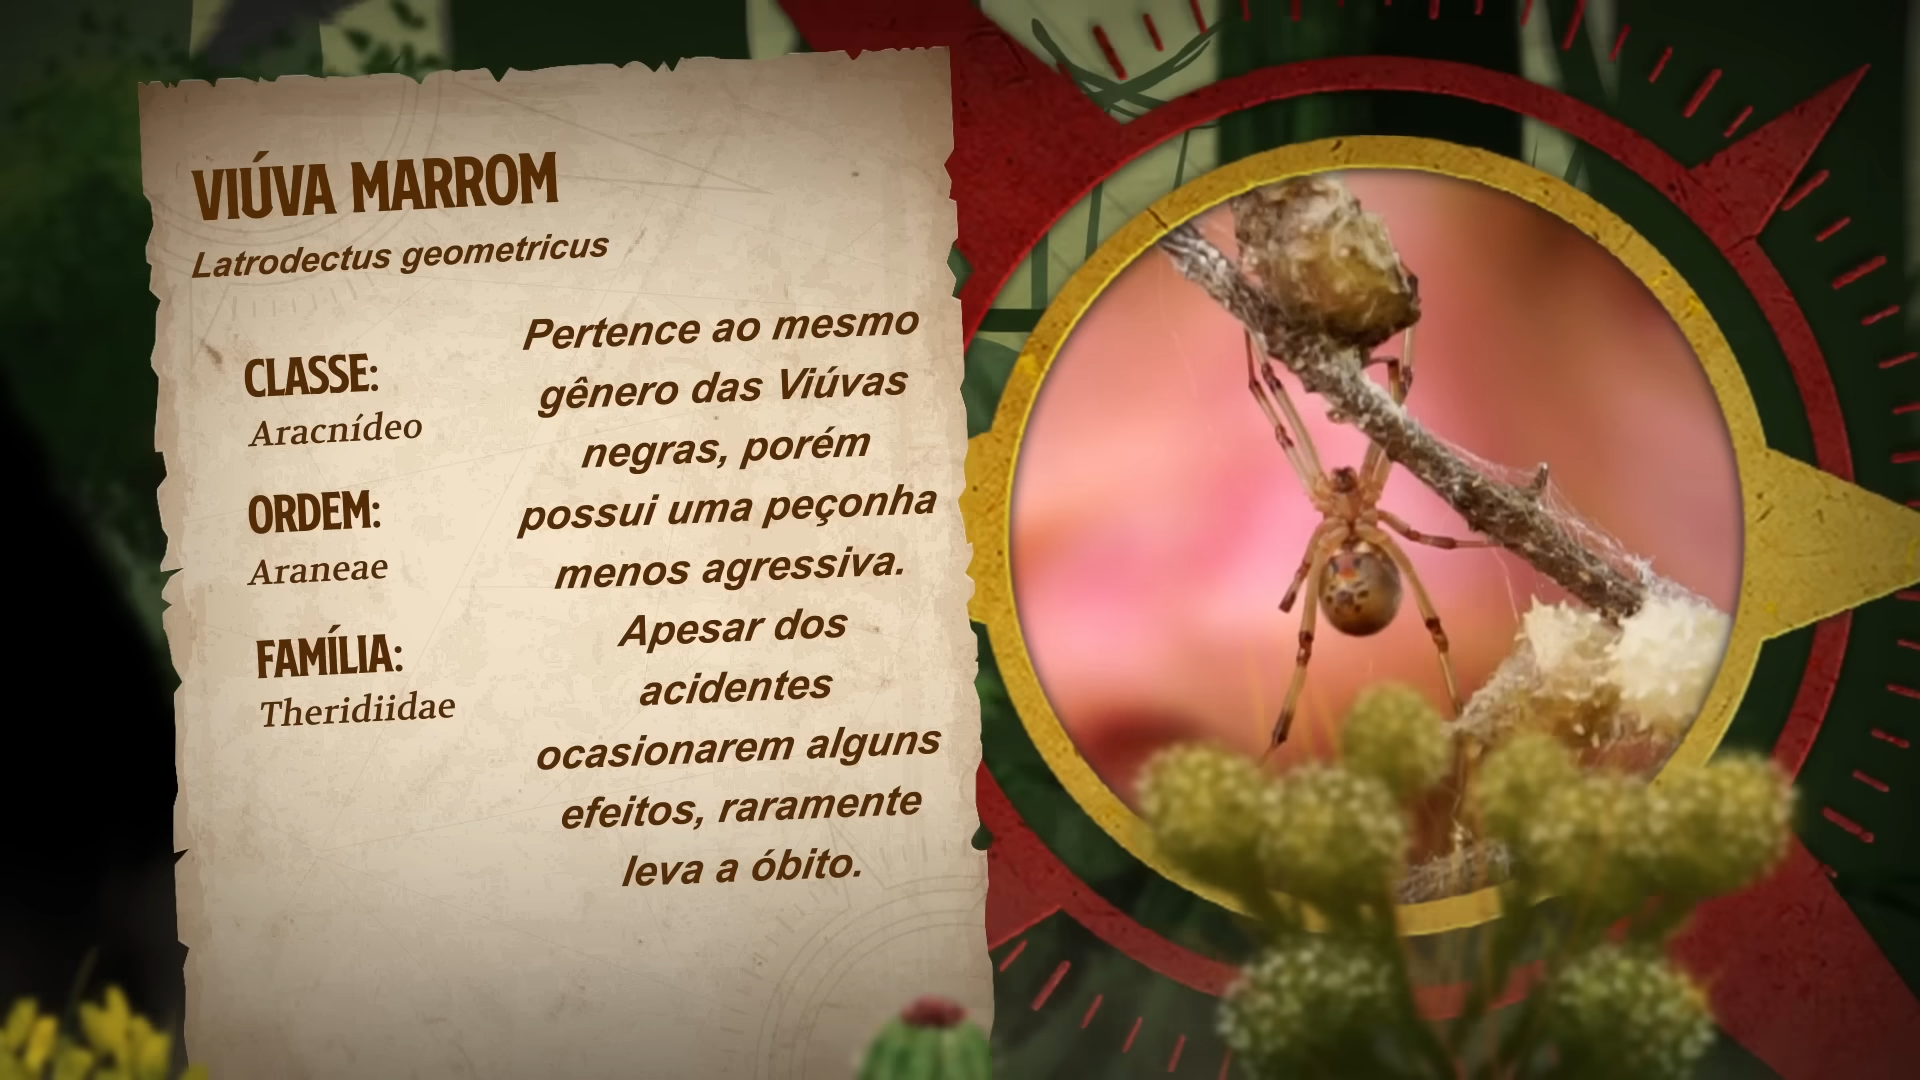 VIÚVA MARROM
Latrodectus geometricus
CLASSE:
Aracnídeo
ORDEM:
Araneae
FAMÍLIA:
Theridiidae
Pertence ao mesmo
gênero das Viúvas
negras, porém
possui uma peçonha
menos agressiva.
Apesar dos
acidentes
ocasionarem alguns
efeitos, raramente
leva a óbito.